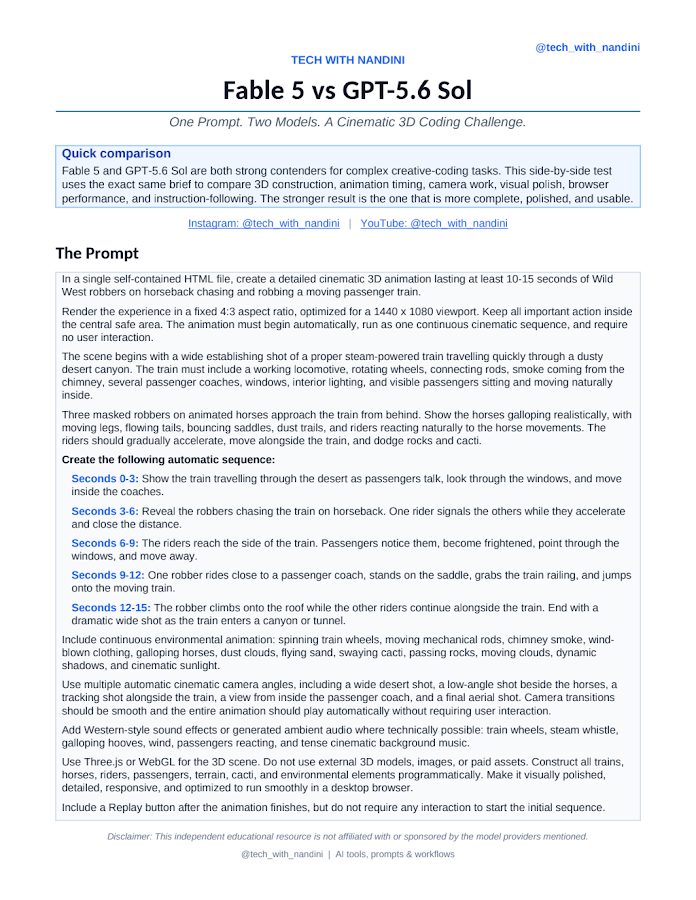 @tech_with_nandini
TECH WITH NANDINI
Fable 5 vs GPT-5.6 Sol
One Prompt. Two Models. A Cinematic 3D Coding Challenge.
Quick comparison
Fable 5 and GPT-5.6 Sol are both strong contenders for complex creative-coding tasks. This side-by-side test
uses the exact same brief to compare 3D construction, animation timing, camera work, visual polish, browser
performance, and instruction-following. The stronger result is the one that is more complete, polished, and usable.
Instagram: @tech_with_nandini | YouTube: @tech_with_nandini
The Prompt
In a single self-contained HTML file, create a detailed cinematic 3D animation lasting at least 10-15 seconds of Wild
West robbers on horseback chasing and robbing a moving passenger train.
Render the experience in a fixed 4:3 aspect ratio, optimized for a 1440 x 1080 viewport. Keep all important action inside
the central safe area. The animation must begin automatically, run as one continuous cinematic sequence, and require
no user interaction.
The scene begins with a wide establishing shot of a proper steam-powered train travelling quickly through a dusty
desert canyon. The train must include a working locomotive, rotating wheels, connecting rods, smoke coming from the
chimney, several passenger coaches, windows, interior lighting, and visible passengers sitting and moving naturally
inside.
Three masked robbers on animated horses approach the train from behind. Show the horses galloping realistically, with
moving legs, flowing tails, bouncing saddles, dust trails, and riders reacting naturally to the horse movements. The
riders should gradually accelerate, move alongside the train, and dodge rocks and cacti.
Create the following automatic sequence:
Seconds 0-3: Show the train travelling through the desert as passengers talk, look through the windows, and move
inside the coaches.
Seconds 3-6: Reveal the robbers chasing the train on horseback. One rider signals the others while they accelerate
and close the distance.
Seconds 6-9: The riders reach the side of the train. Passengers notice them, become frightened, point through the
windows, and move away.
Seconds 9-12: One robber rides close to a passenger coach, stands on the saddle, grabs the train railing, and jumps
onto the moving train.
Seconds 12-15: The robber climbs onto the roof while the other riders continue alongside the train. End with a
dramatic wide shot as the train enters a canyon or tunnel.
Include continuous environmental animation: spinning train wheels, moving mechanical rods, chimney smoke, wind-
blown clothing, galloping horses, dust clouds, flying sand, swaying cacti, passing rocks, moving clouds, dynamic
shadows, and cinematic sunlight.
Use multiple automatic cinematic camera angles, including a wide desert shot, a low-angle shot beside the horses, a
tracking shot alongside the train, a view from inside the passenger coach, and a final aerial shot. Camera transitions
should be smooth and the entire animation should play automatically without requiring user interaction.
Add Western-style sound effects or generated ambient audio where technically possible: train wheels, steam whistle,
galloping hooves, wind, passengers reacting, and tense cinematic background music.
Use Three.js or WebGL for the 3D scene. Do not use external 3D models, images, or paid assets. Construct all trains,
horses, riders, passengers, terrain, cacti, and environmental elements programmatically. Make it visually polished,
detailed, responsive, and optimized to run smoothly in a desktop browser.
Include a Replay button after the animation finishes, but do not require any interaction to start the initial sequence.
Disclaimer: This independent educational resource is not affiliated with or sponsored by the model providers mentioned.
@tech_with_nandini | AI tools, prompts & workflows